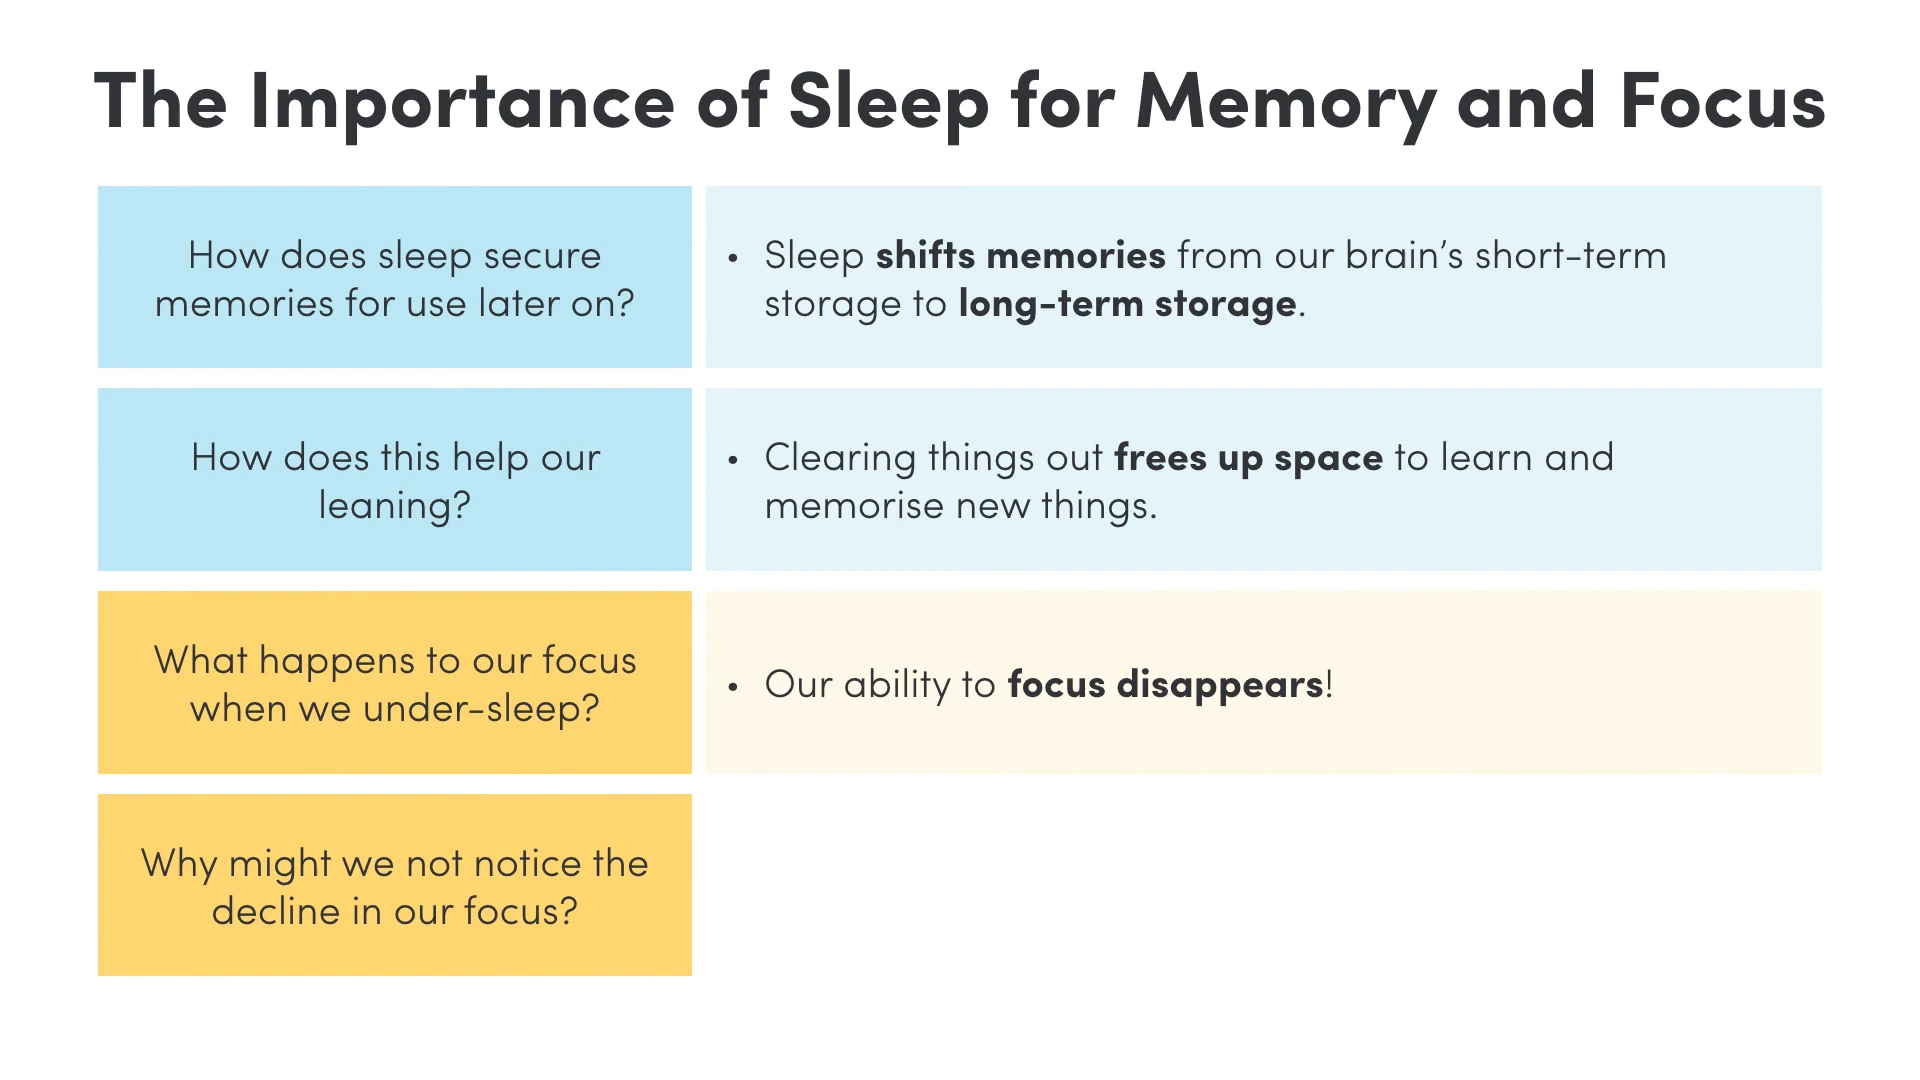 The Importance of Sleep for Memory and Focus
How does sleep secure
memories for use later on?
• Sleep shifts memories from our brain’s short-term
storage to long-term storage.
How does this help our
leaning?
• Clearing things out frees up space to learn and
memorise new things.
What happens to our focus
when we under-sleep?
• Our ability to focus disappears!
Why might we not notice the
decline in our focus?